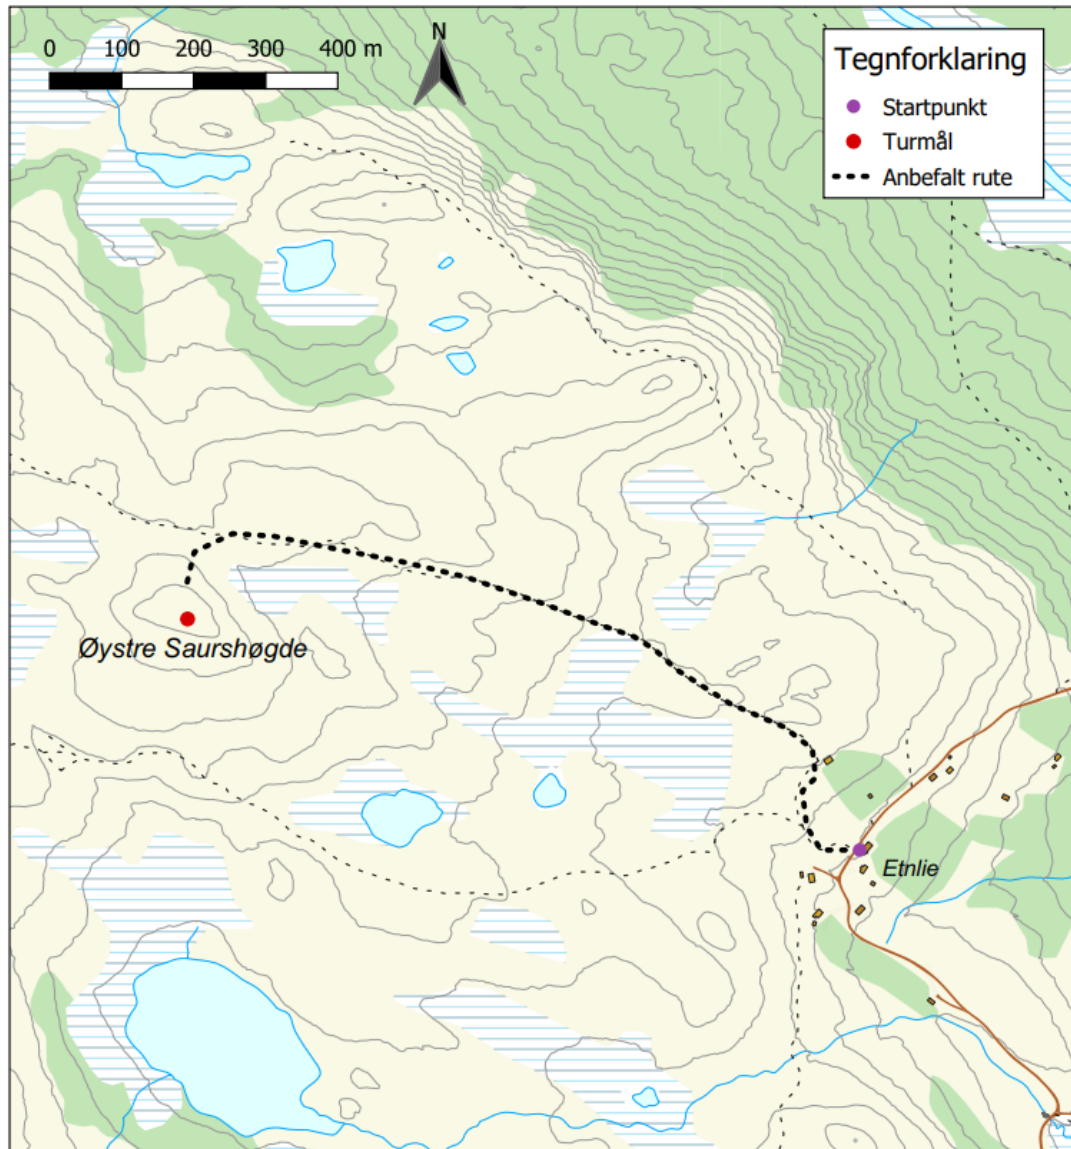 0 100 200 300 400 m
N
Tegnforklaring
Startpunkt
Turmål
Anbefalt rute
Øystre Saurshøgde
Etnlie